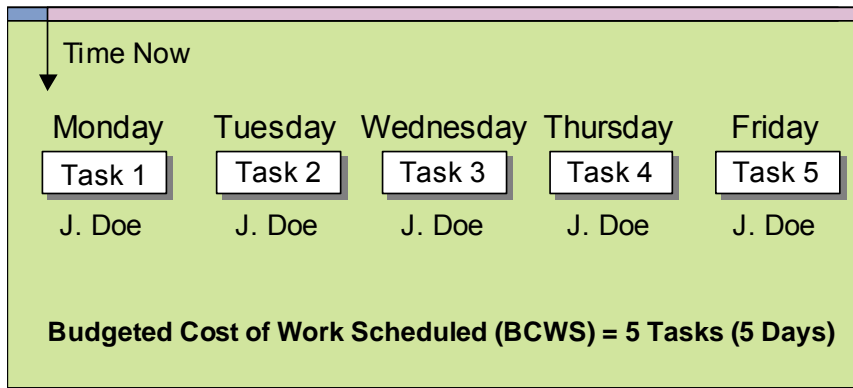 Time Now
Monday Tuesday Wednesday Thursday Friday
Task 1 Task 2 Task 3 Task 4 Task 5
J. Doe J. Doe J. Doe J. Doe J. Doe
Budgeted Cost of Work Scheduled (BCWS) = 5 Tasks (5 Days)